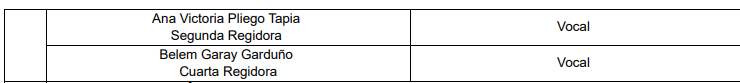 Ana Victoria Pliego Tapia
Segunda Regidora
Vocal
Belem Garay Garduño
Cuarta Regidora
Vocal